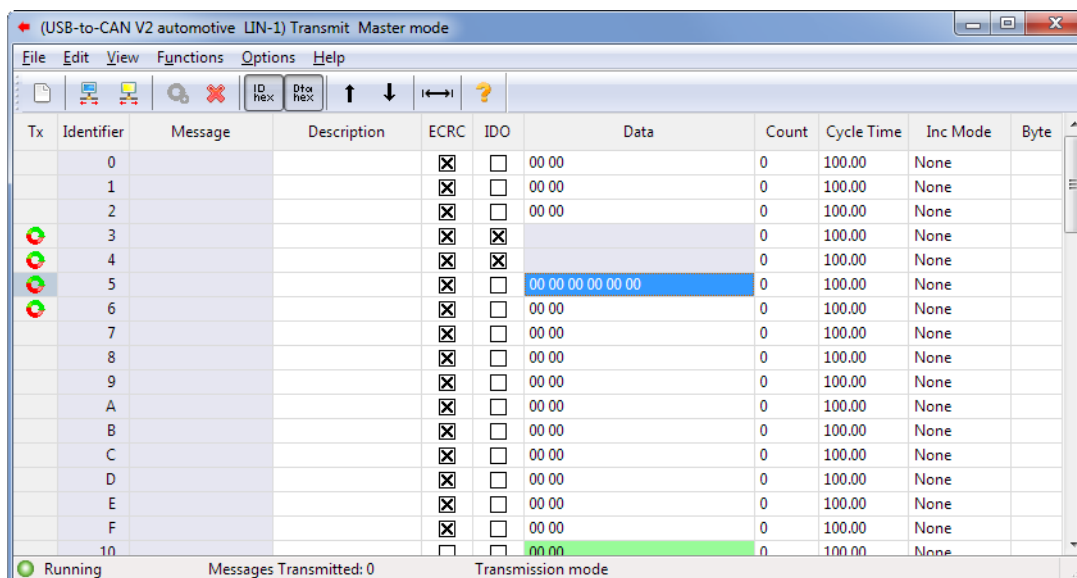 (USB-to-CAN V2 automotive LIN-1) Transmit Master mode
File Edit View Functions Options Help
ID hex Dta hex
Tx Identifier Message Description ECRC IDO Data Count Cycle Time Inc Mode Byte
0 00 00 0 100.00 None
1 00 00 0 100.00 None
2 00 00 0 100.00 None
3 0 100.00 None
4 0 100.00 None
5 00 00 00 00 00 00 0 100.00 None
6 00 00 0 100.00 None
7 00 00 0 100.00 None
8 00 00 0 100.00 None
9 00 00 0 100.00 None
A 00 00 0 100.00 None
B 00 00 0 100.00 None
C 00 00 0 100.00 None
D 00 00 0 100.00 None
E 00 00 0 100.00 None
F 00 00 0 100.00 None
10 00 00 0 100.00 None
Running Messages Transmitted: 0 Transmission mode